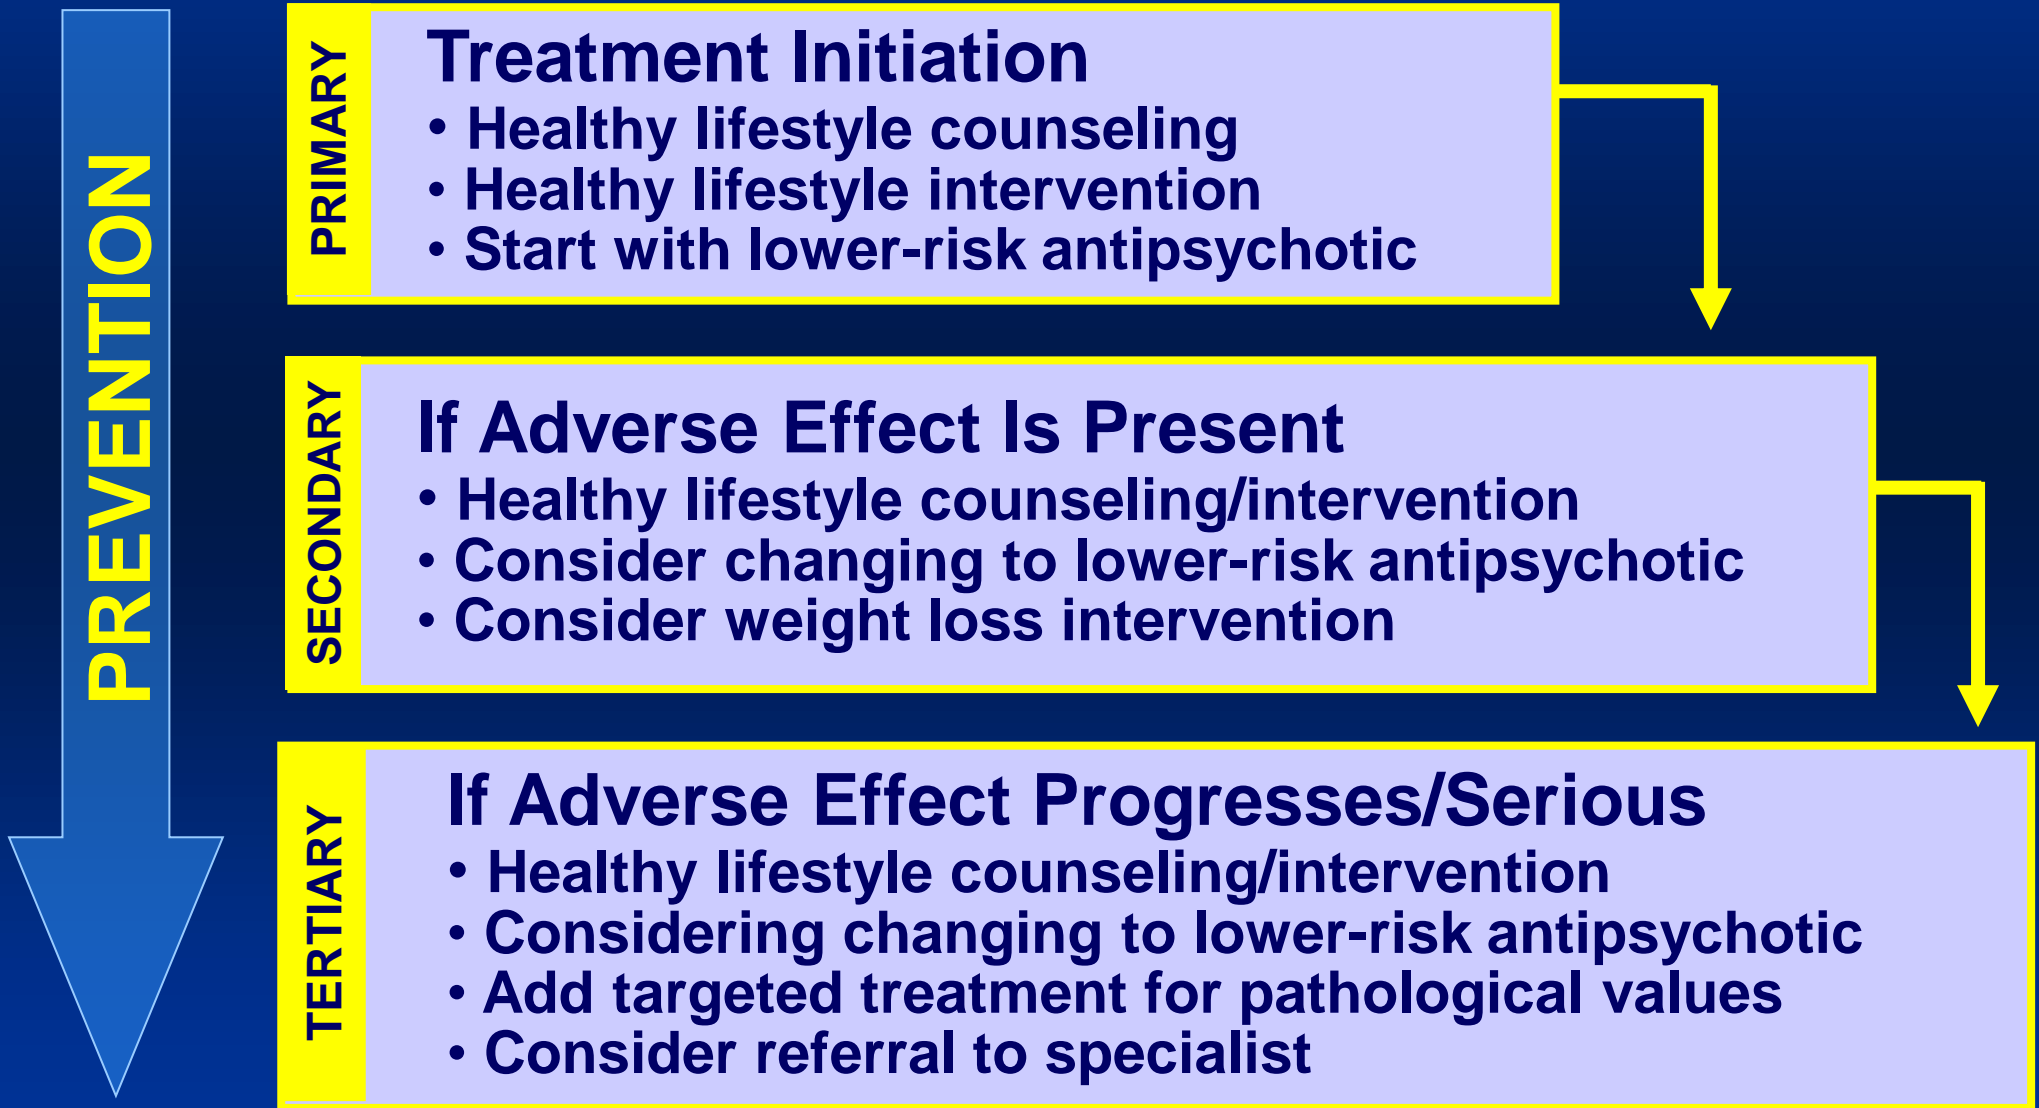 PREVENTION
PRIMARY
Treatment Initiation
• Healthy lifestyle counseling
• Healthy lifestyle intervention
• Start with lower-risk antipsychotic
SECONDARY
If Adverse Effect Is Present
• Healthy lifestyle counseling/intervention
• Consider changing to lower-risk antipsychotic
• Consider weight loss intervention
TERTIARY
If Adverse Effect Progresses/Serious
• Healthy lifestyle counseling/intervention
• Considering changing to lower-risk antipsychotic
• Add targeted treatment for pathological values
• Consider referral to specialist